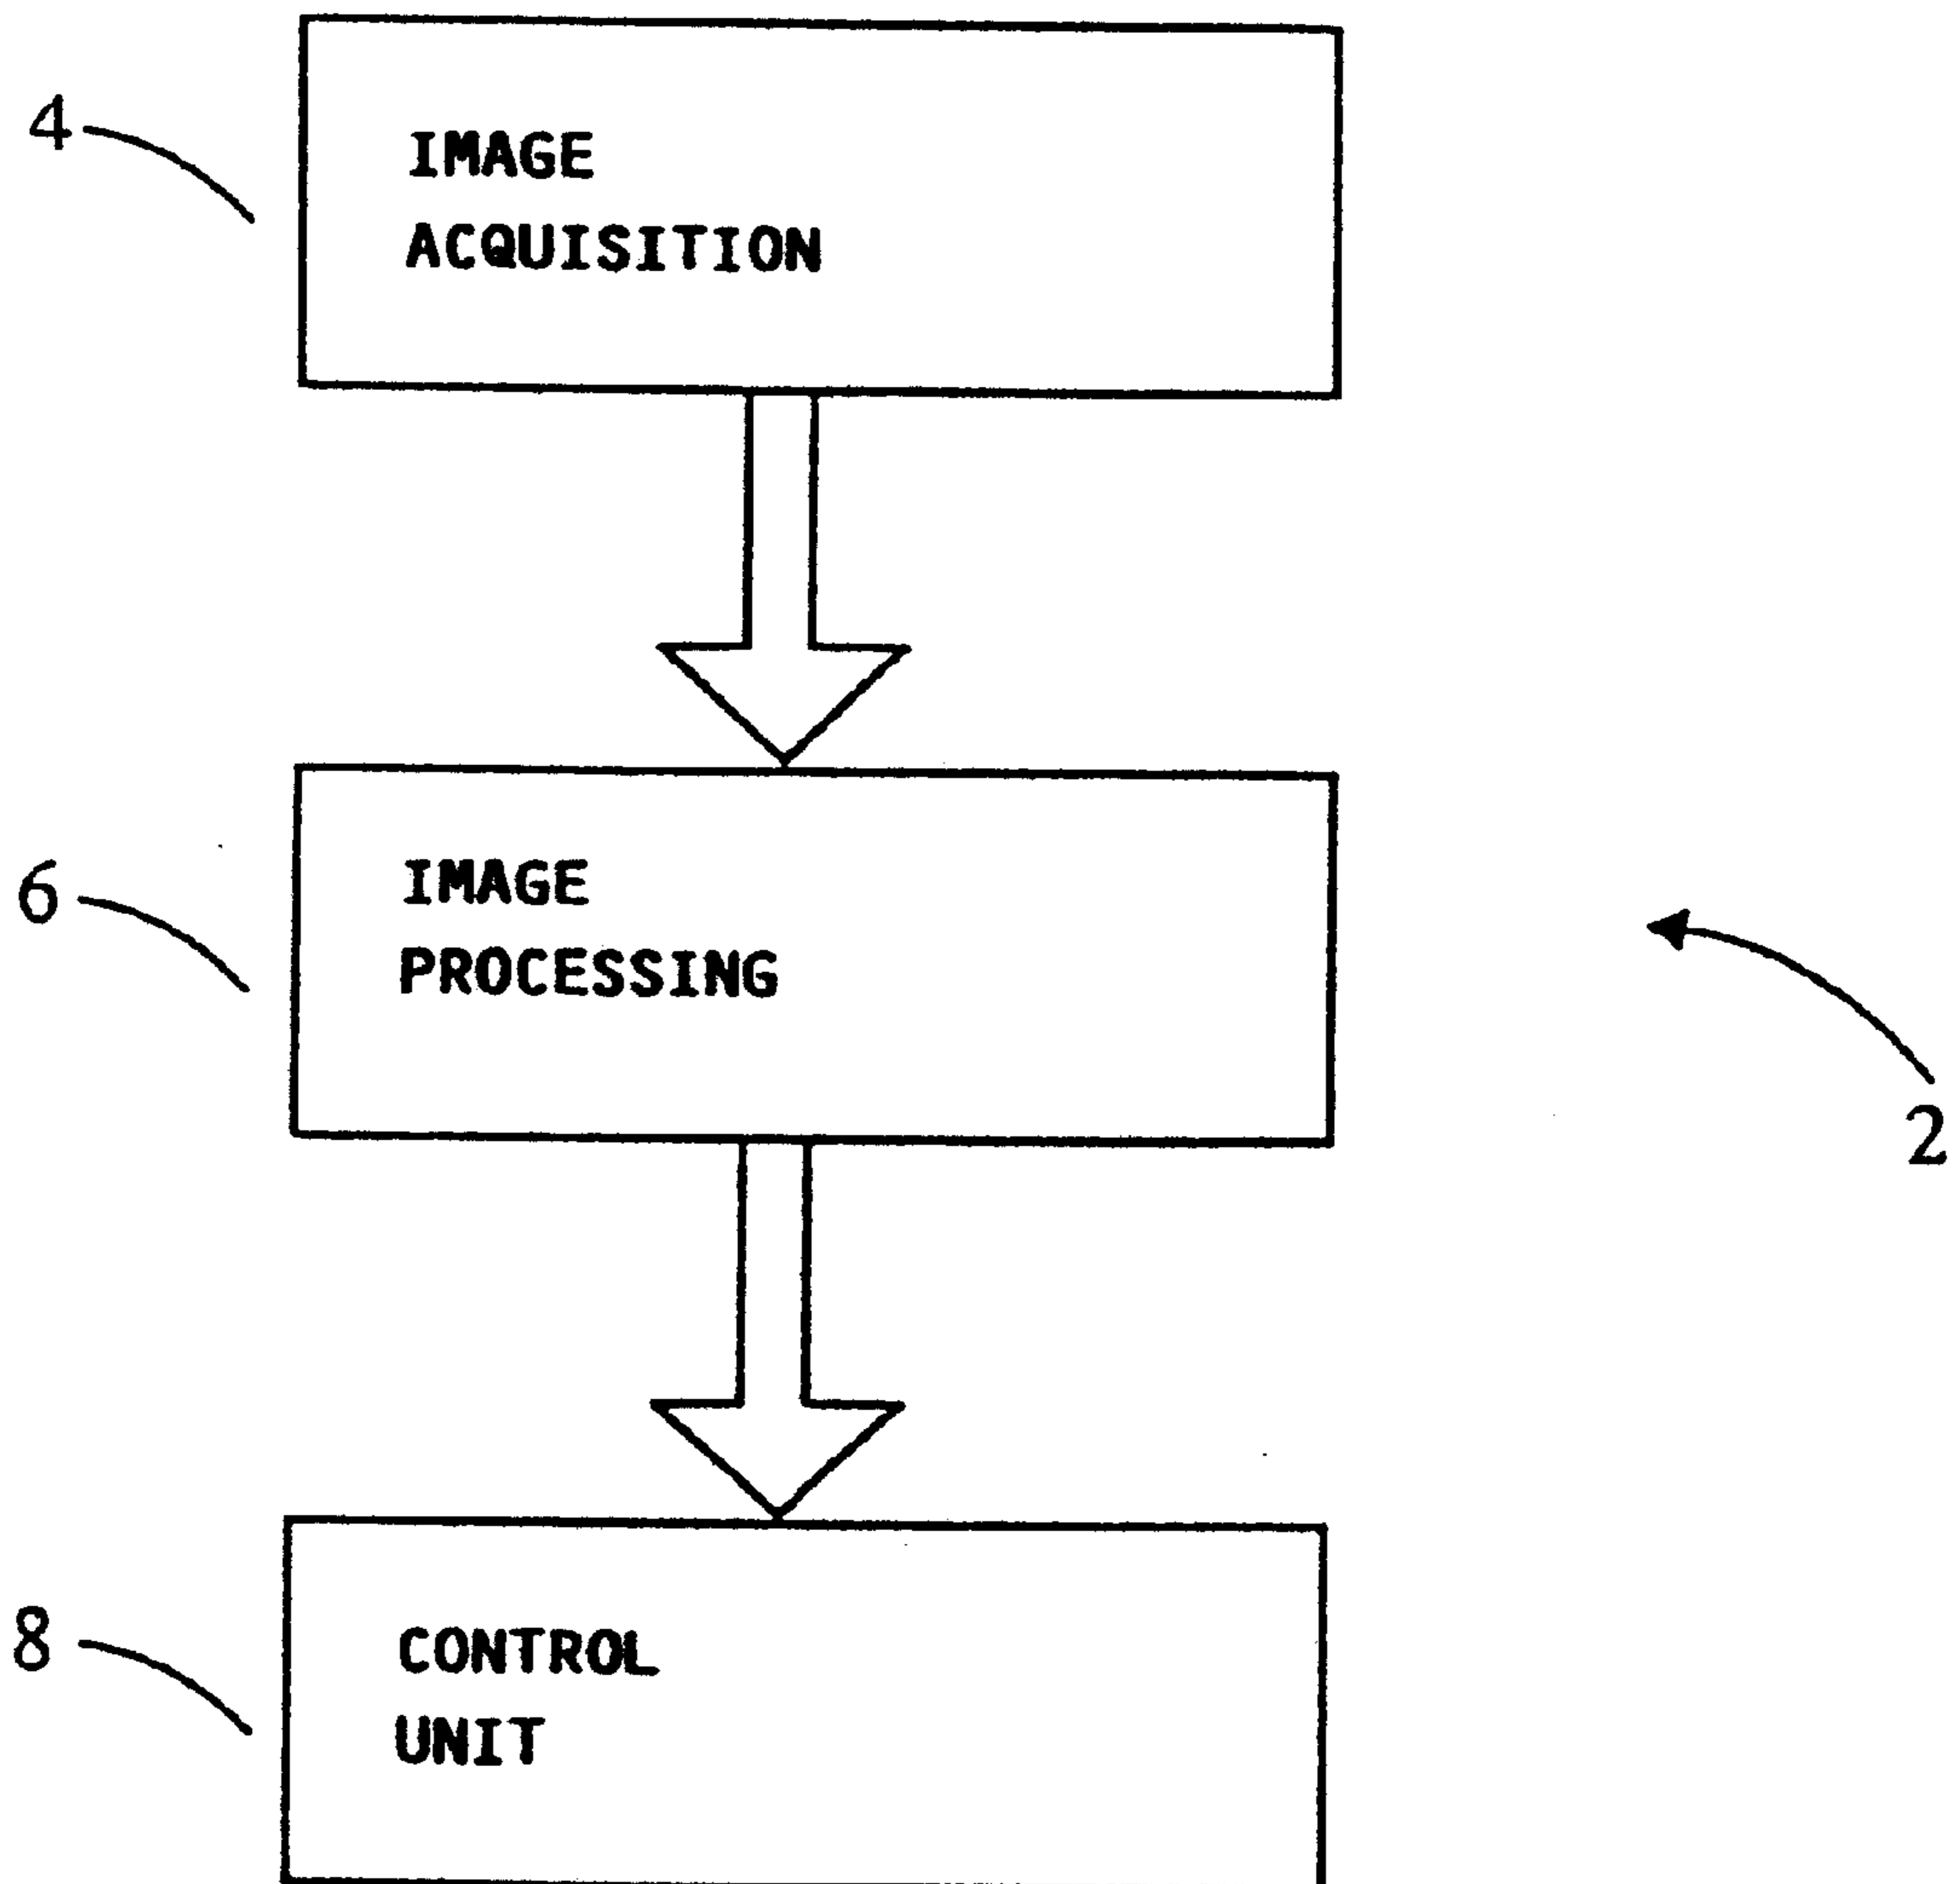 4
IMAGE
ACQUISITION
6
IMAGE
PROCESSING
2
8
CONTROL
UNIT